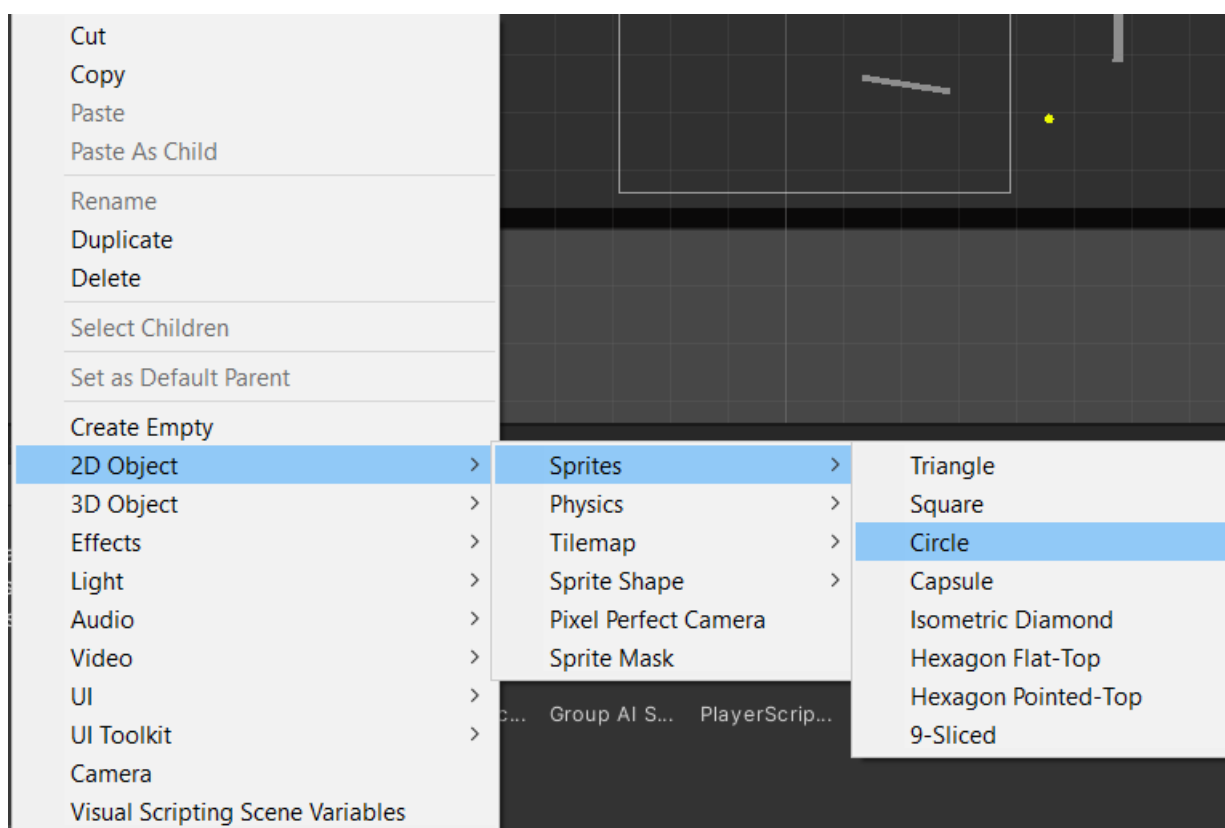 Cut
Copy
Paste
Paste As Child
Rename
Duplicate
Delete
Select Children
Set as Default Parent
Create Empty
2D Object
3D Object
Effects
Light
Audio
Video
UI
UI Toolkit
Camera
Visual Scripting Scene Variables
Sprites
Physics
Tilemap
Sprite Shape
Pixel Perfect Camera
Sprite Mask
Triangle
Square
Circle
Capsule
Isometric Diamond
Hexagon Flat-Top
Hexagon Pointed-Top
9-Sliced
Group AI S... PlayerScrip...